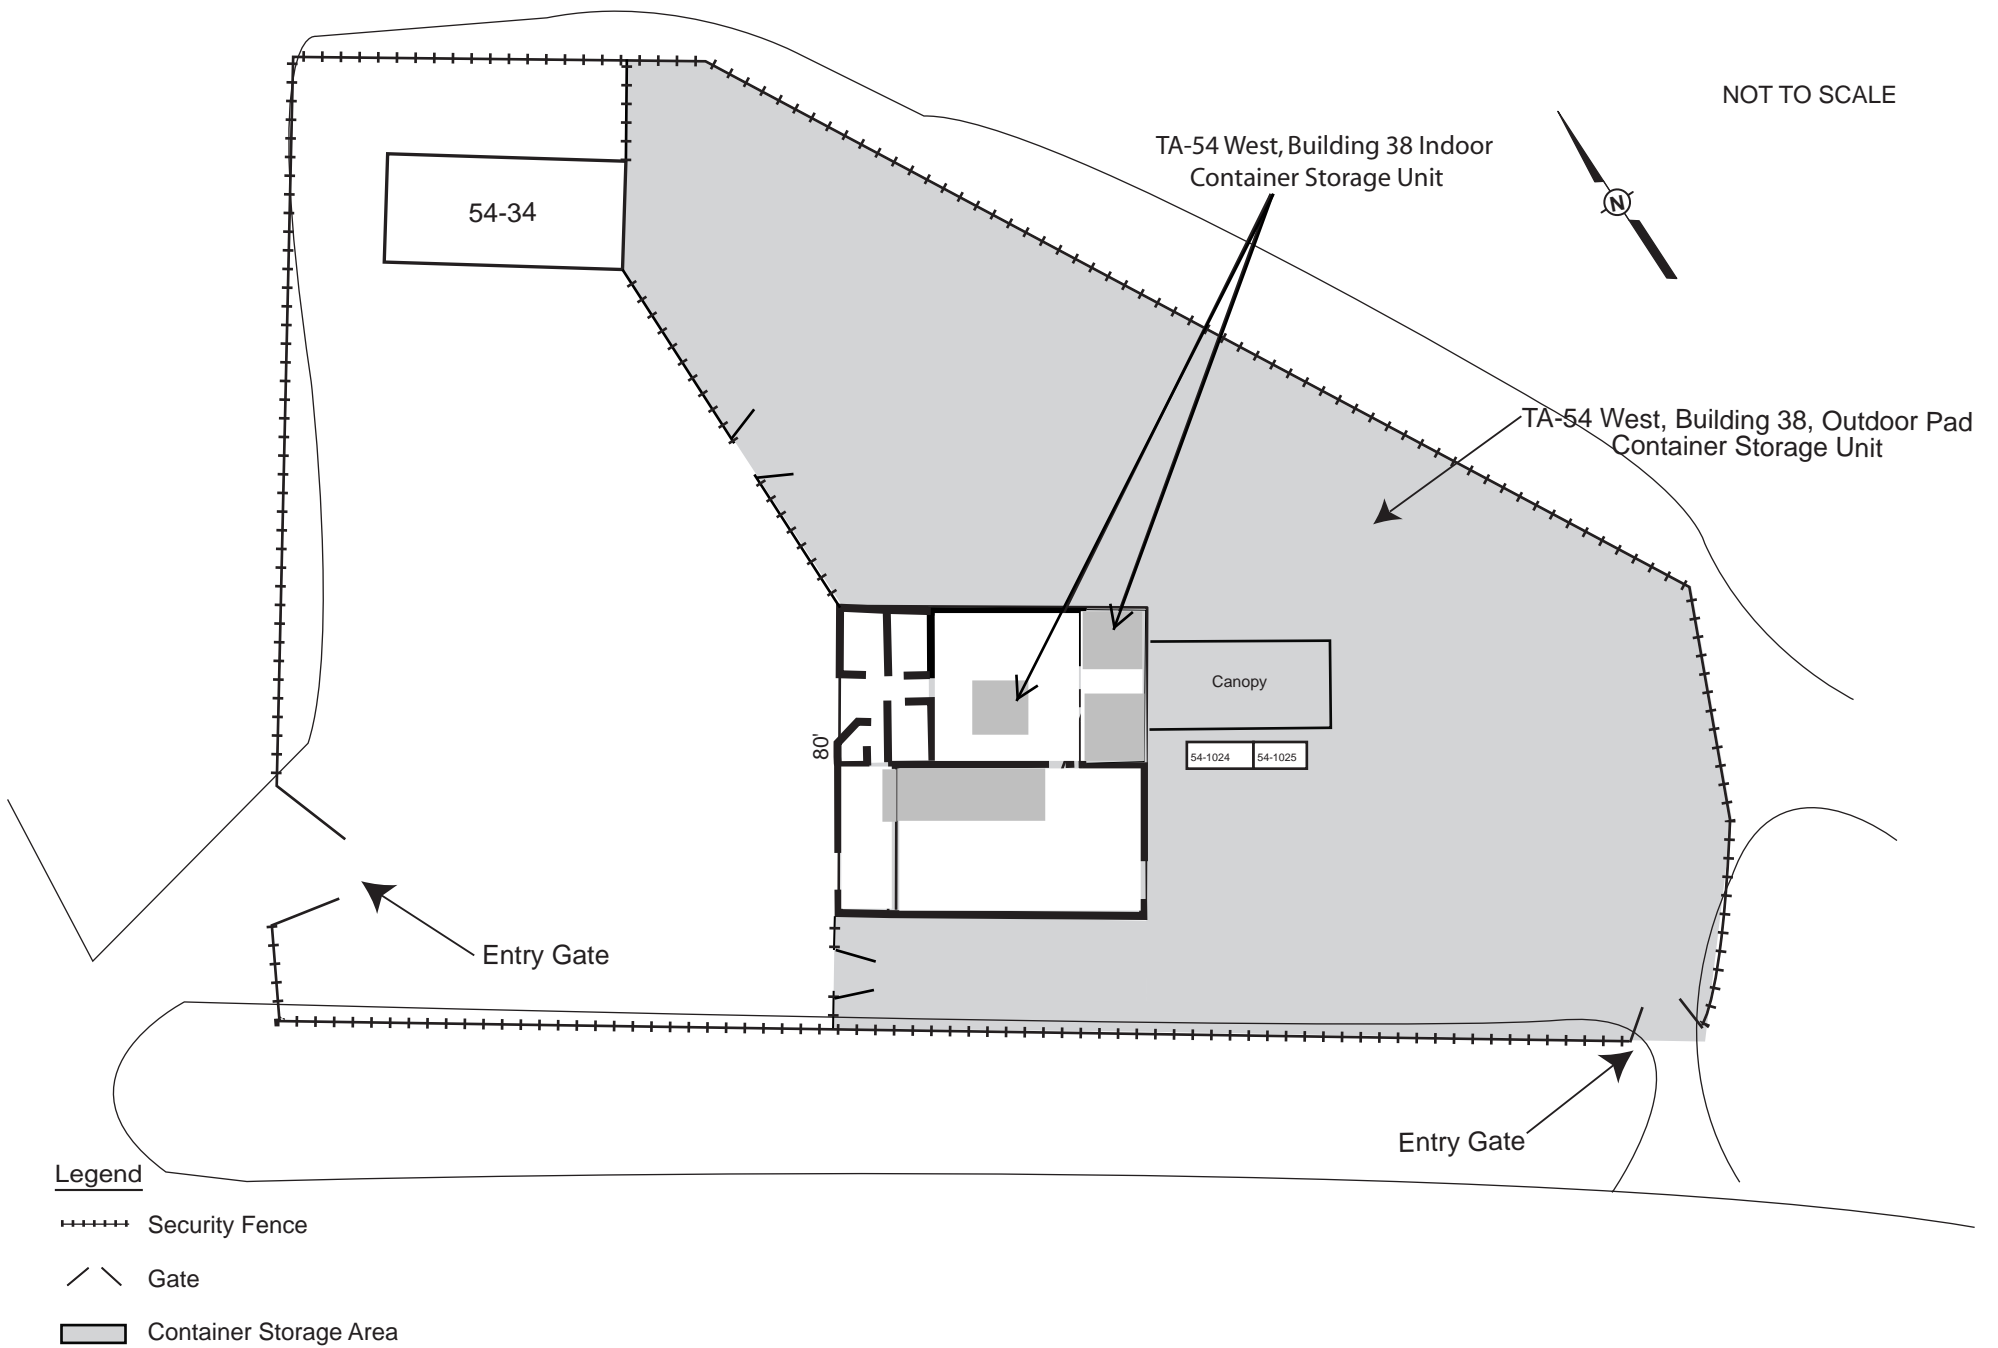 NOT TO SCALE
TA-54 West, Building 38 Indoor
Container Storage Unit
N
54-34
TA-54 West, Building 38, Outdoor Pad
Container Storage Unit
Canopy
80'
54-1024
54-1025
Entry Gate
Entry Gate
Legend
Security Fence
Gate
Container Storage Area